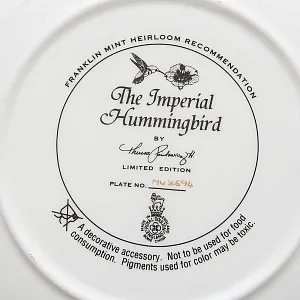 FRANKLIN MINT HEIRLOOM RECOMMENDATION
The Imperial
Hummingbird
BY
LIMITED EDITION
PLATE NO.
A decorative accessory. Not to be used for food
consumption. Pigments used for color may be toxic.